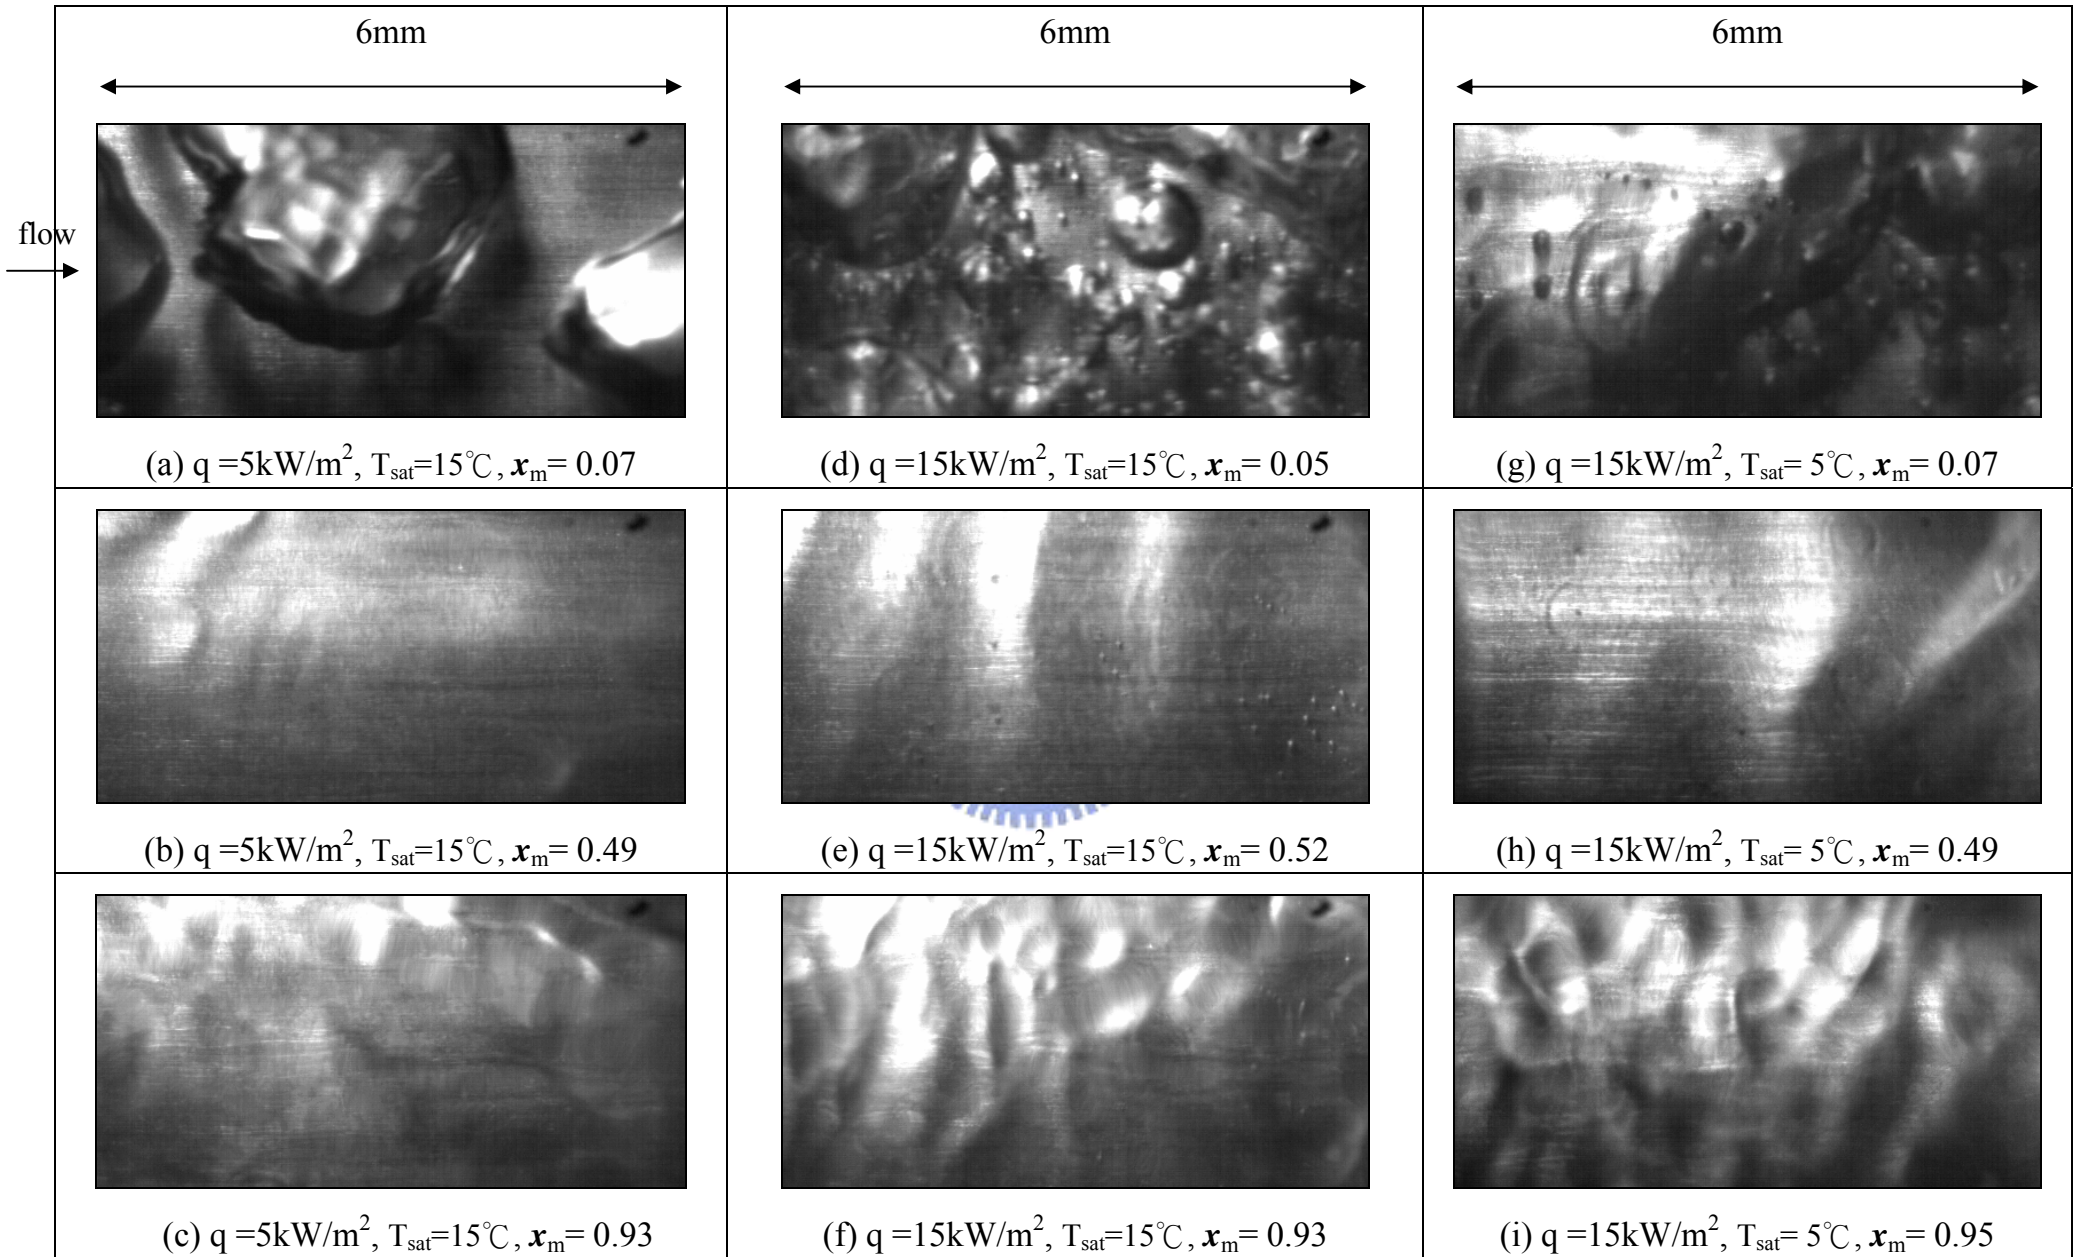 6mm 6mm 6mm
flow
(a) q =5kW/m², Tsat=15℃, xm= 0.07
(d) q =15kW/m², Tsat=15℃, xm= 0.05
(g) q =15kW/m², Tsat= 5℃, xm= 0.07
(b) q =5kW/m², Tsat=15℃, xm= 0.49
(e) q =15kW/m², Tsat=15℃, xm= 0.52
(h) q =15kW/m², Tsat= 5℃, xm= 0.49
(c) q =5kW/m², Tsat=15℃, xm= 0.93
(f) q =15kW/m², Tsat=15℃, xm= 0.93
(i) q =15kW/m², Tsat= 5℃, xm= 0.95